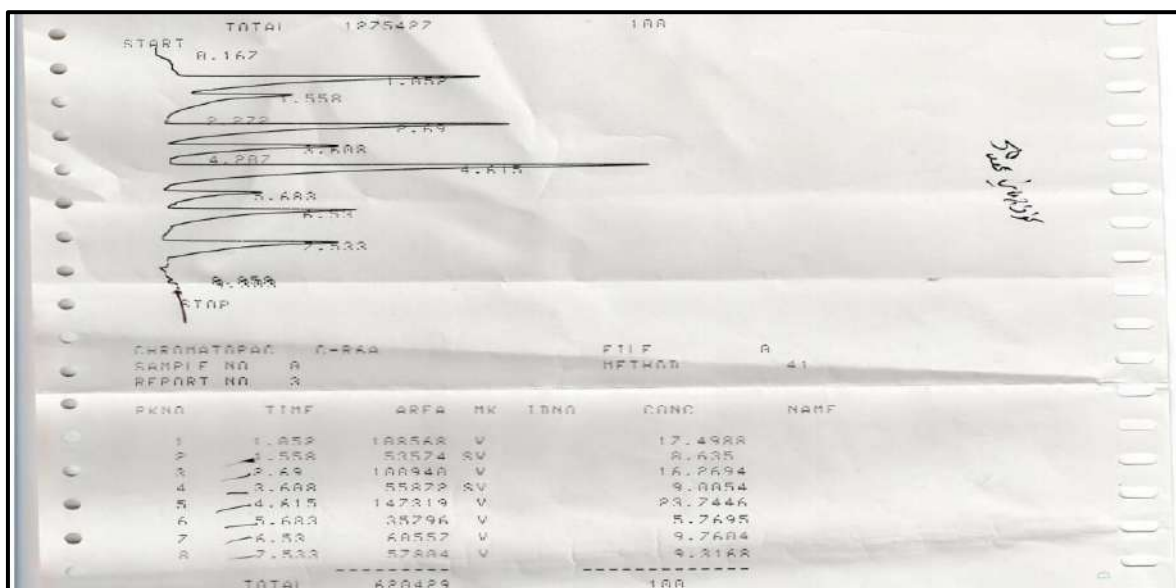 TOTAL 1275427 100
START
0.167
1.052
1.558
2.272
2.69
3.608
4.207
4.615
5.683
6.53
7.533
STOP
CHROMATOPAC C-R6A FILE 0
SAMPLE NO 0 METHOD 41
REPORT NO 3
PKNO TIME AREA MK IDNO CONC NAME
1 1.052 108568 V 17.4988
2 1.558 53574 SV 8.635
3 2.69 100940 V 16.2694
4 3.608 55872 SV 9.0054
5 4.615 147319 V 23.7446
6 5.683 35796 V 5.7695
7 6.53 60557 V 9.7604
8 7.533 57804 V 9.3168
TOTAL 620429 100